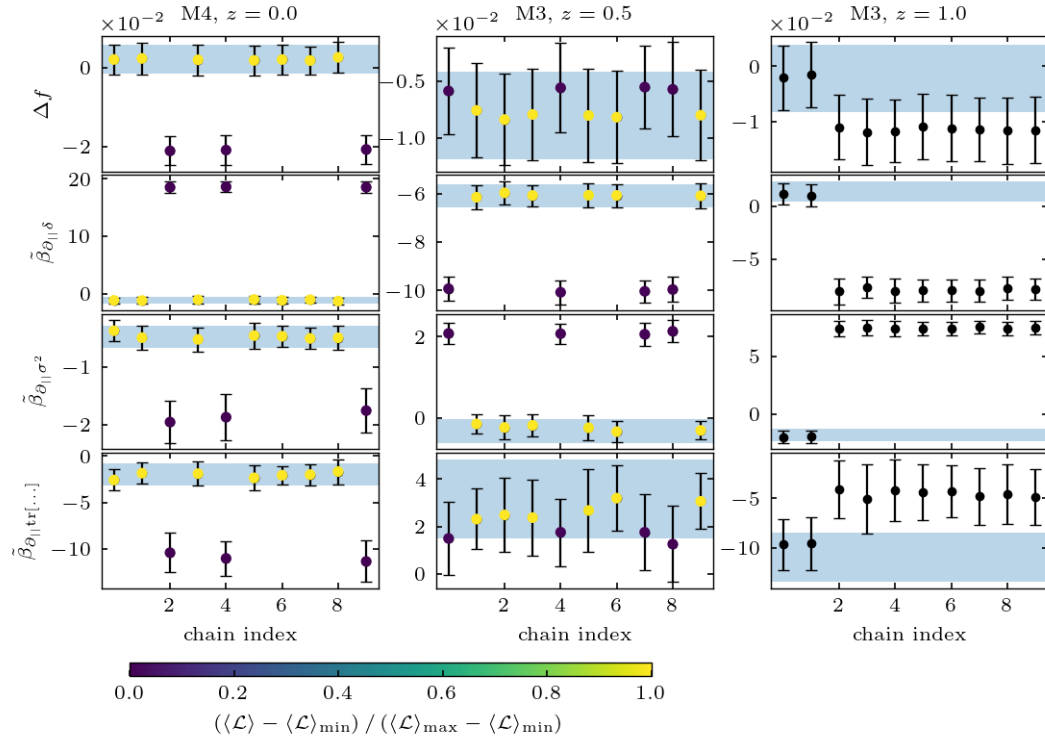 M4, z = 0.0
M3, z = 0.5
M3, z = 1.0
×10⁻²
×10⁻²
×10⁻²
Δf
0
−2
−0.5
−1.0
0
−1
β̃∂||δ
20
10
0
−6
−8
−10
0
−5
β̃∂||σ²
−1
−2
2
0
5
0
β̃∂||tr[...]
0
−5
−10
4
2
0
−5
−10
2 4 6 8
2 4 6 8
2 4 6 8
chain index
chain index
chain index
0.0 0.2 0.4 0.6 0.8 1.0
(⟨ℒ⟩ − ⟨ℒ⟩min) / (⟨ℒ⟩max − ⟨ℒ⟩min)